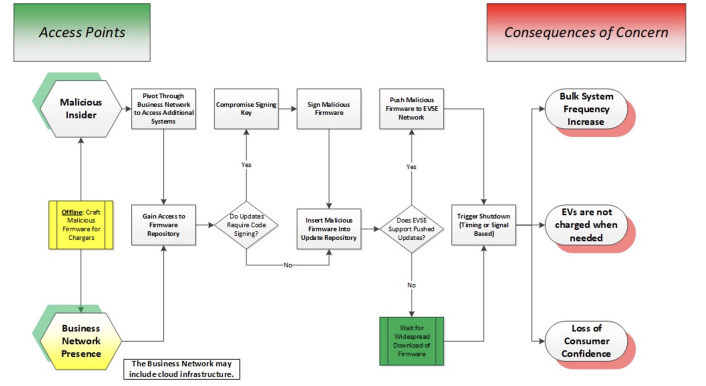 Access Points
Consequences of Concern
Malicious
Insider
Pivot Through
Business Network
to Access Additional
Systems
Compromise Signing
Key
Sign Malicious
Firmware
Push Malicious
Firmware to EVSE
Network
Bulk System
Frequency
Increase
Yes
Yes
Offline: Craft
Malicious
Firmware for
Chargers
Gain Access to
Firmware
Repository
Do Updates
Require Code
Signing?
Insert Malicious
Firmware Into
Update Repository
Does EVSE
Support Pushed
Updates?
Trigger Shutdown
(Timing or Signal
Based)
EVs are not
charged when
needed
No
No
Business
Network
Presence
Wait for
Widespread
Download of
Firmware
Loss of
Consumer
Confidence
The Business Network may
include cloud infrastructure.